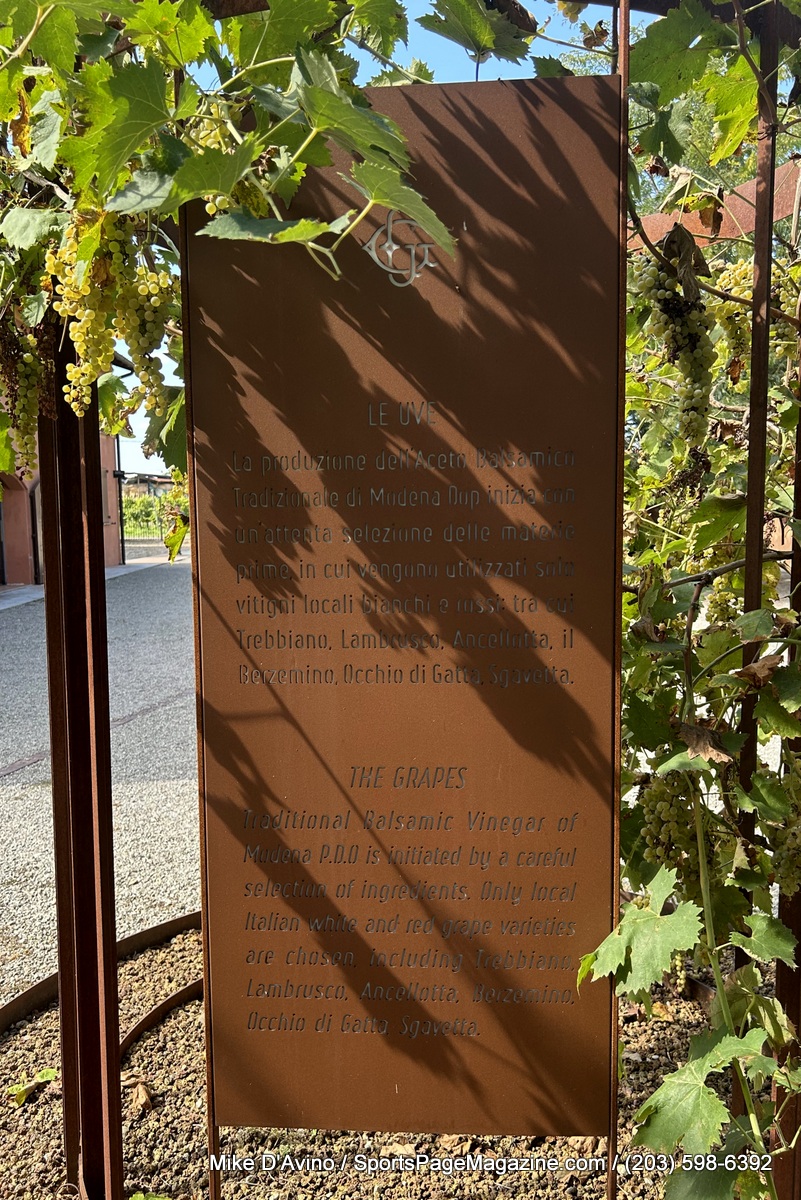 LE UVE
La produzione dell'Aceto Balsamico
Tradizionale di Modena Dop inizia con
un'attenta selezione delle materie
prime, in cui vengono utilizzati solo
vitigni locali bianchi e rossi: tra cui
Trebbiano, Lambrusco, Ancellotta, il
Berzemino, Occhio di Gatta, Sgavetta.
THE GRAPES
Traditional Balsamic Vinegar of
Modena P.D.O is initiated by a careful
selection of ingredients. Only local
Italian white and red grape varieties
are chosen, including Trebbiano,
Lambrusco, Ancellotta, Berzemino,
Occhio di Gatta, Sgavetta.
Mike D'Avino / SportsPageMagazine.com / (203) 598-6392